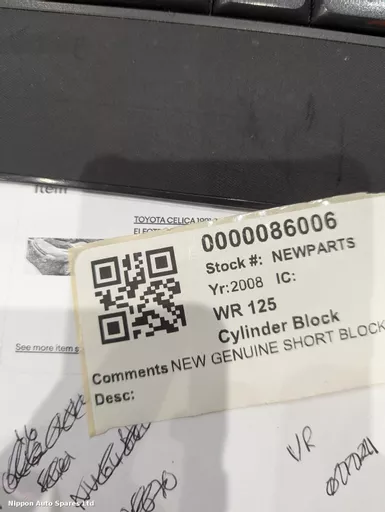 Item
TOYOTA CELICA
See more item s
0000086006
Stock #: NEWPARTS
Yr:2008 IC:
WR 125
Cylinder Block
Comments NEW GENUINE SHORT BLOCK
Desc:
VR
Nippon Auto Spares Ltd